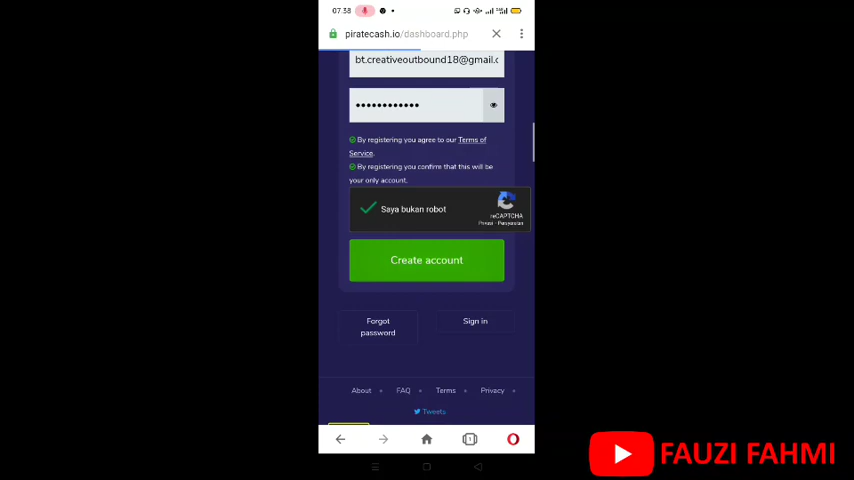 07.38
piratecash.io/dashboard.php
bt.creativeoutbound18@gmail.c
••••••••••••
By registering you agree to our Terms of
Service.
By registering you confirm that this will be
your only account.
Saya bukan robot
reCAPTCHA
Privasi - Persyaratan
Create account
Forgot
password
Sign in
About
FAQ
Terms
Privacy
Tweets
FAUZI FAHMI